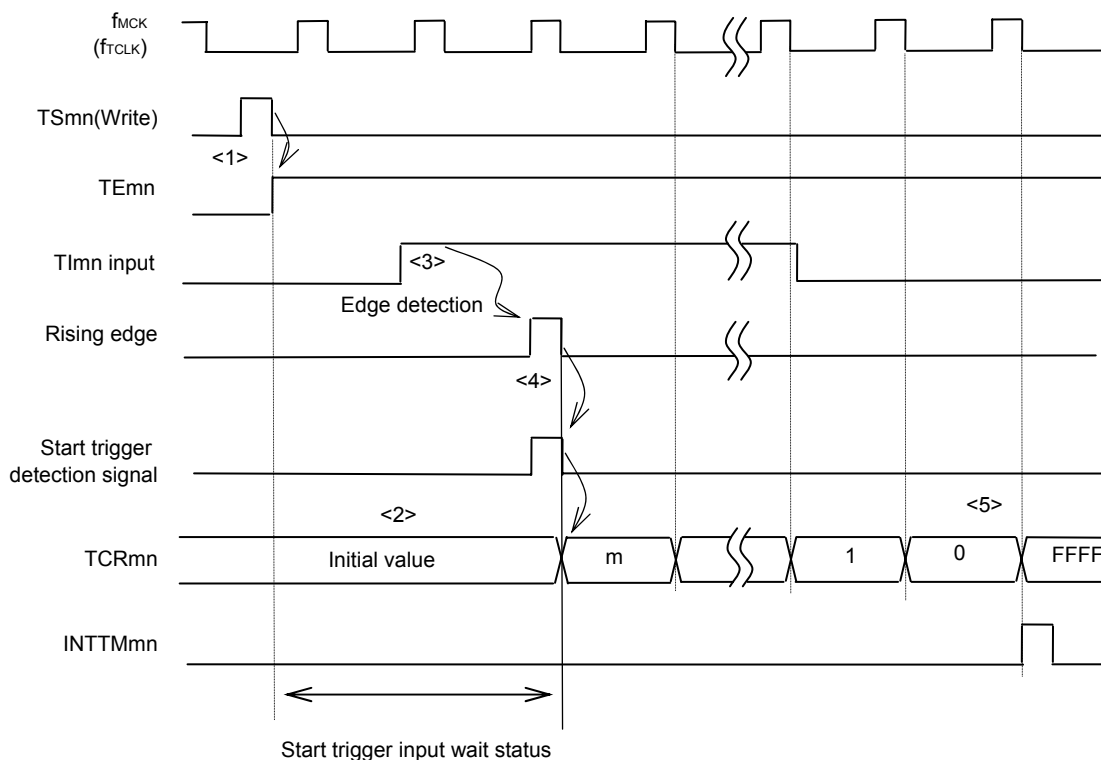 fMCK
(fTCLK)
TSmn(Write)
<1>
TEmn
TImn input
<3>
Edge detection
Rising edge
<4>
Start trigger
detection signal
<2>
<5>
TCRmn
Initial value
m
1
0
FFFF
INTTMmn
Start trigger input wait status